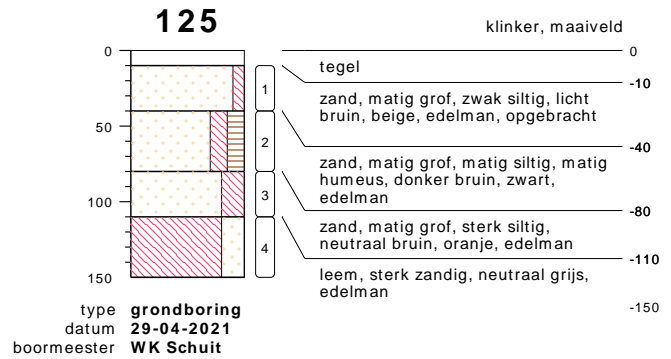 125
klinker, maaiveld
0
0
tegel
-10
1
zand, matig grof, zwak siltig, licht
bruin, beige, edelman, opgebracht
-40
50
2
zand, matig grof, matig siltig, matig
humeus, donker bruin, zwart,
edelman
-80
3
100
zand, matig grof, sterk siltig,
neutraal bruin, oranje, edelman
-110
4
leem, sterk zandig, neutraal grijs,
edelman
150
-150
type grondboring
datum 29-04-2021
boormeester WK Schuit